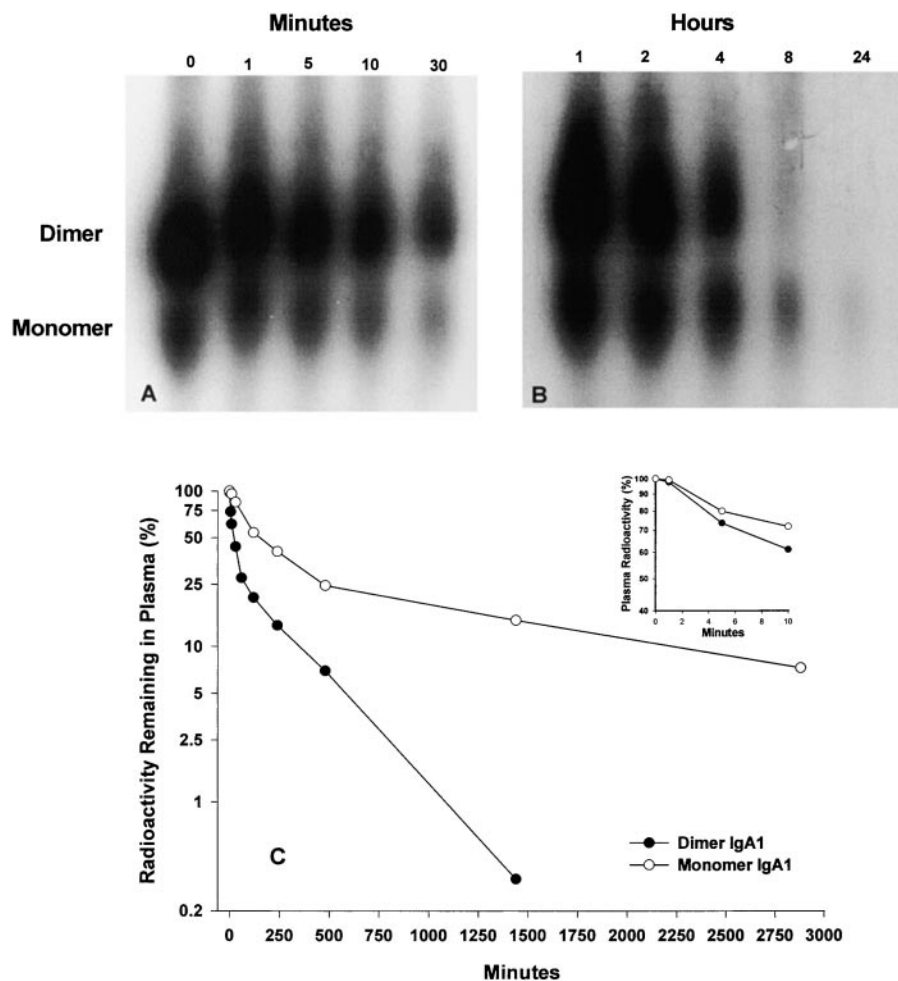 Minutes
0 1 5 10 30
Hours
1 2 4 8 24
Dimer
Monomer
A
B
Radioactivity Remaining in Plasma (%)
100
75
50
25
10
5
2.5
1
0.2
C
0 250 500 750 1000 1250 1500 1750 2000 2250 2500 2750 3000
Minutes
Plasma Radioactivity (%)
100
90
80
70
60
50
40
0 2 4 6 8 10
Minutes
Dimer IgA1
Monomer IgA1